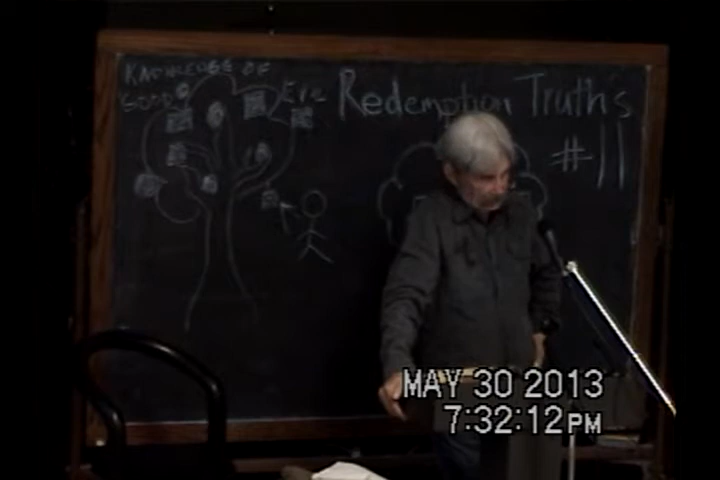 KNOWLEDGE OF
GOOD & Evil
Redemption Truths
#11
MAY 30 2013
7:32:12PM